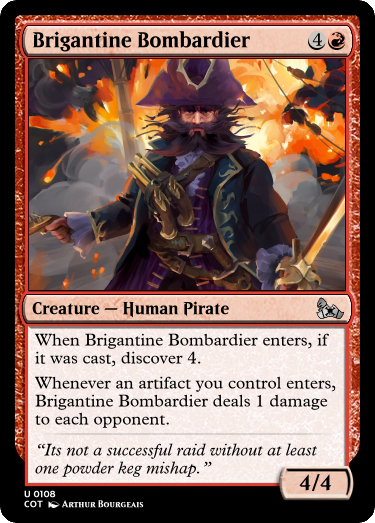 Brigantine Bombardier 4
Creature — Human Pirate
When Brigantine Bombardier enters, if
it was cast, discover 4.
Whenever an artifact you control enters,
Brigantine Bombardier deals 1 damage
to each opponent.
“Its not a successful raid without at least
one powder keg mishap.”
4/4
U 0108
COT Arthur Bourgeais